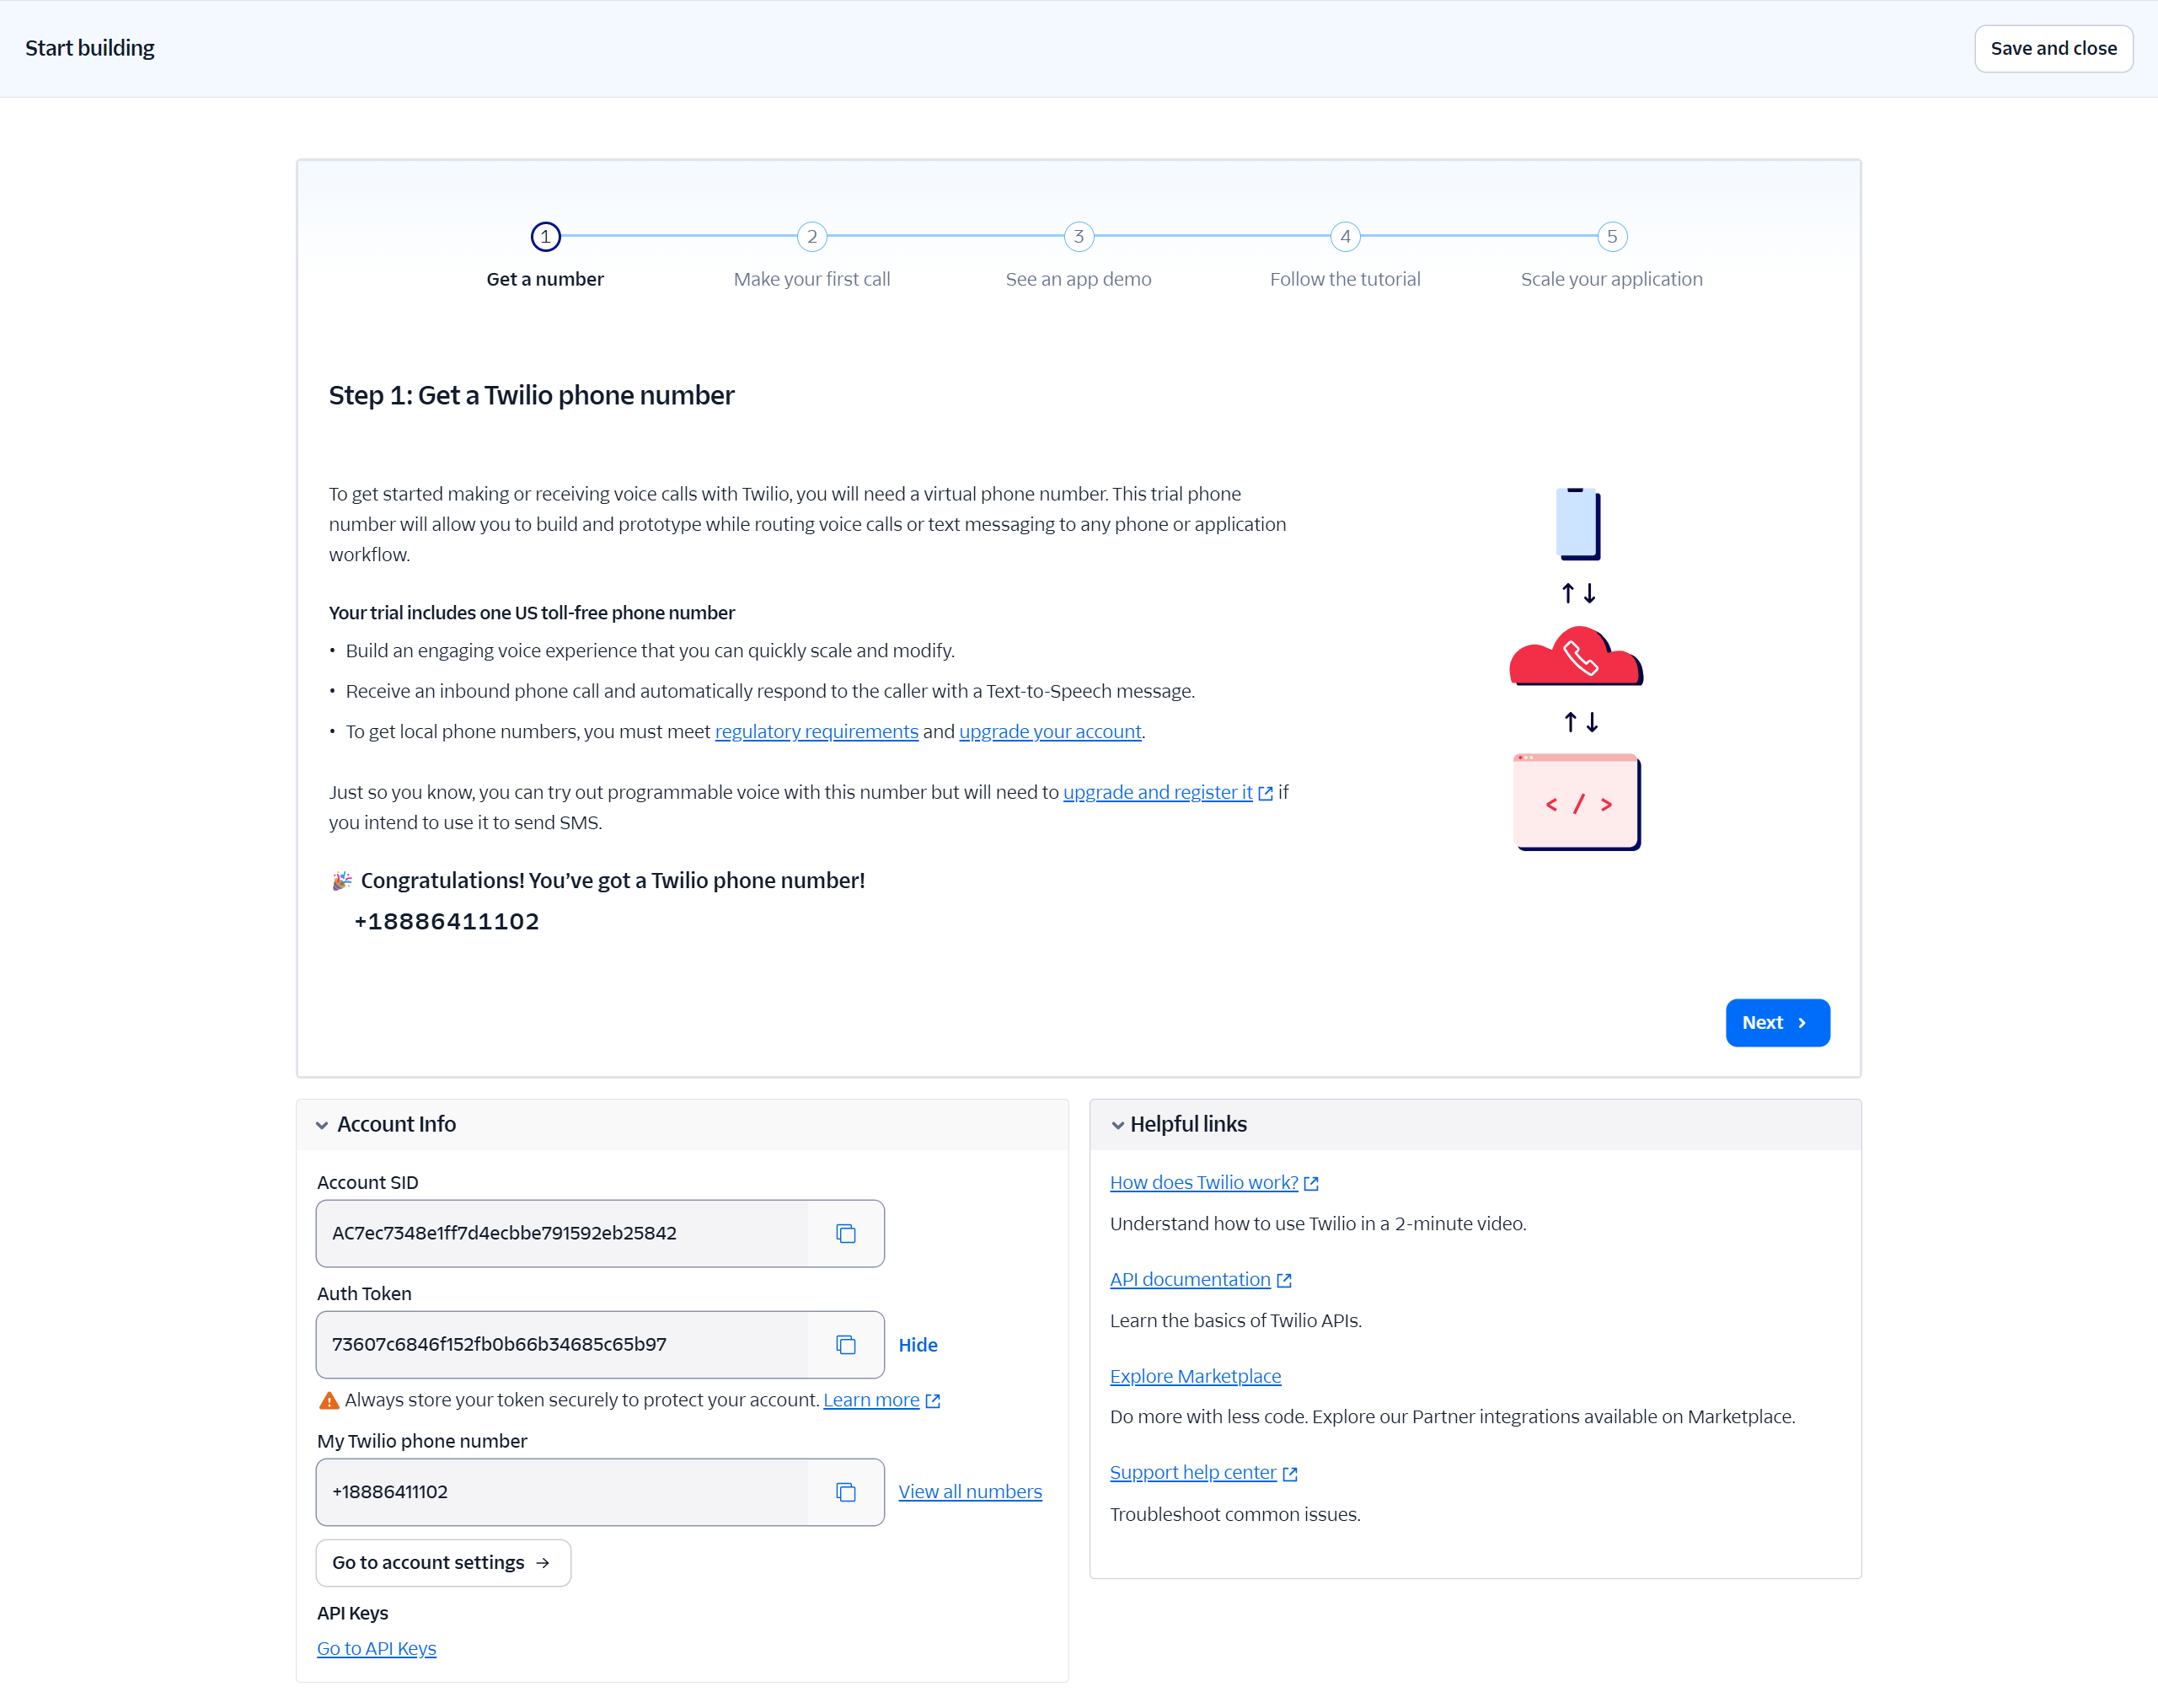 Start building
Save and close
1
2
3
4
5
Get a number
Make your first call
See an app demo
Follow the tutorial
Scale your application
Step 1: Get a Twilio phone number
To get started making or receiving voice calls with Twilio, you will need a virtual phone number. This trial phone
number will allow you to build and prototype while routing voice calls or text messaging to any phone or application
workflow.
Your trial includes one US toll-free phone number
• Build an engaging voice experience that you can quickly scale and modify.
• Receive an inbound phone call and automatically respond to the caller with a Text-to-Speech message.
• To get local phone numbers, you must meet regulatory requirements and upgrade your account.
Just so you know, you can try out programmable voice with this number but will need to upgrade and register it if
you intend to use it to send SMS.
🎉 Congratulations! You’ve got a Twilio phone number!
+18886411102
< / >
Next
Account Info
Account SID
AC7ec7348e1ff7d4ecbbe791592eb25842
Auth Token
73607c6846f152fb0b66b34685c65b97
Hide
Always store your token securely to protect your account. Learn more
My Twilio phone number
+18886411102
View all numbers
Go to account settings →
API Keys
Go to API Keys
Helpful links
How does Twilio work?
Understand how to use Twilio in a 2-minute video.
API documentation
Learn the basics of Twilio APIs.
Explore Marketplace
Do more with less code. Explore our Partner integrations available on Marketplace.
Support help center
Troubleshoot common issues.